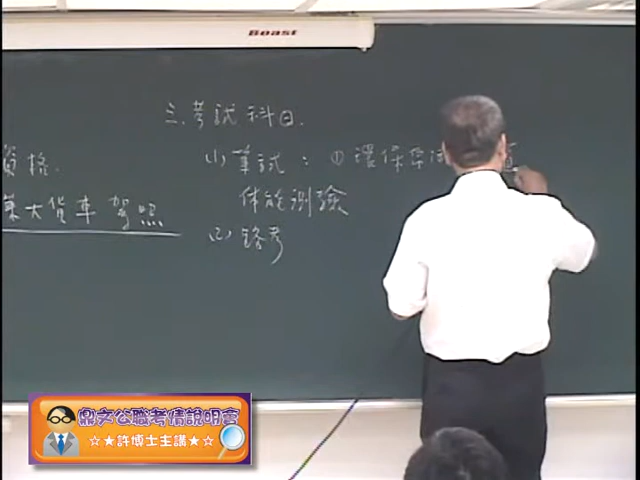 Boast
三. 考試科目.
(1) 筆試: ① 環保
體能測驗
(2) 路考
資格.
業大貨車駕照
鼎文公職考情說明會
☆★許博士主講★☆